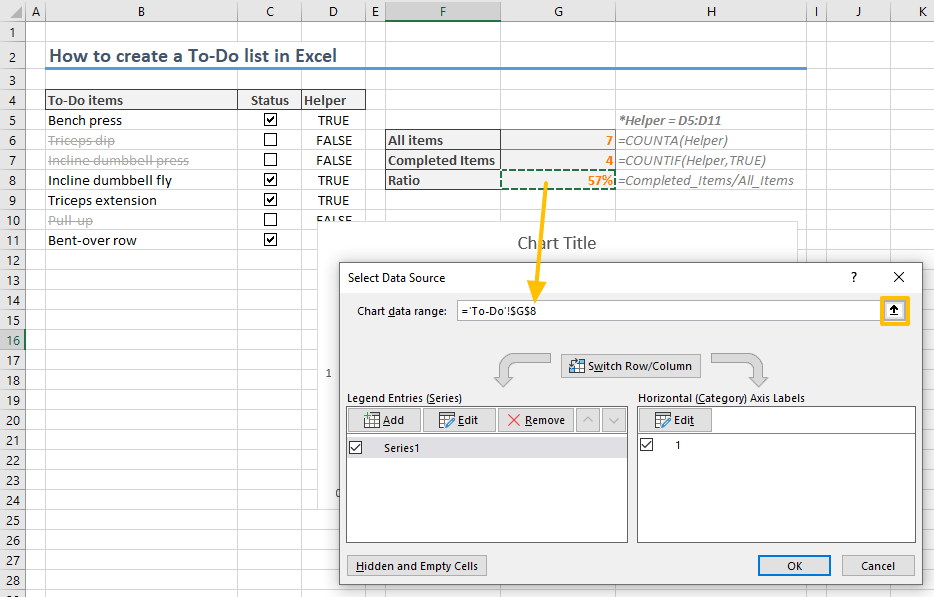 A B C D E F G H I J K
1
2 How to create a To-Do list in Excel
3
4 To-Do items Status Helper
5 Bench press TRUE *Helper = D5:D11
6 Triceps dip FALSE All items 7 =COUNTA(Helper)
7 Incline dumbbell press FALSE Completed Items 4 =COUNTIF(Helper,TRUE)
8 Incline dumbbell fly TRUE Ratio 57% =Completed_Items/All_Items
9 Triceps extension TRUE
10 Pull-up FALSE
11 Bent-over row
Chart Title
12
Select Data Source ?
13
14
Chart data range: ='To-Do'!$G$8
15
16
17
Switch Row/Column
18
1
19
Legend Entries (Series) Horizontal (Category) Axis Labels
20
Add Edit Remove Edit
21
Series1 1
22
23
24
0
25
26
27
Hidden and Empty Cells OK Cancel
28